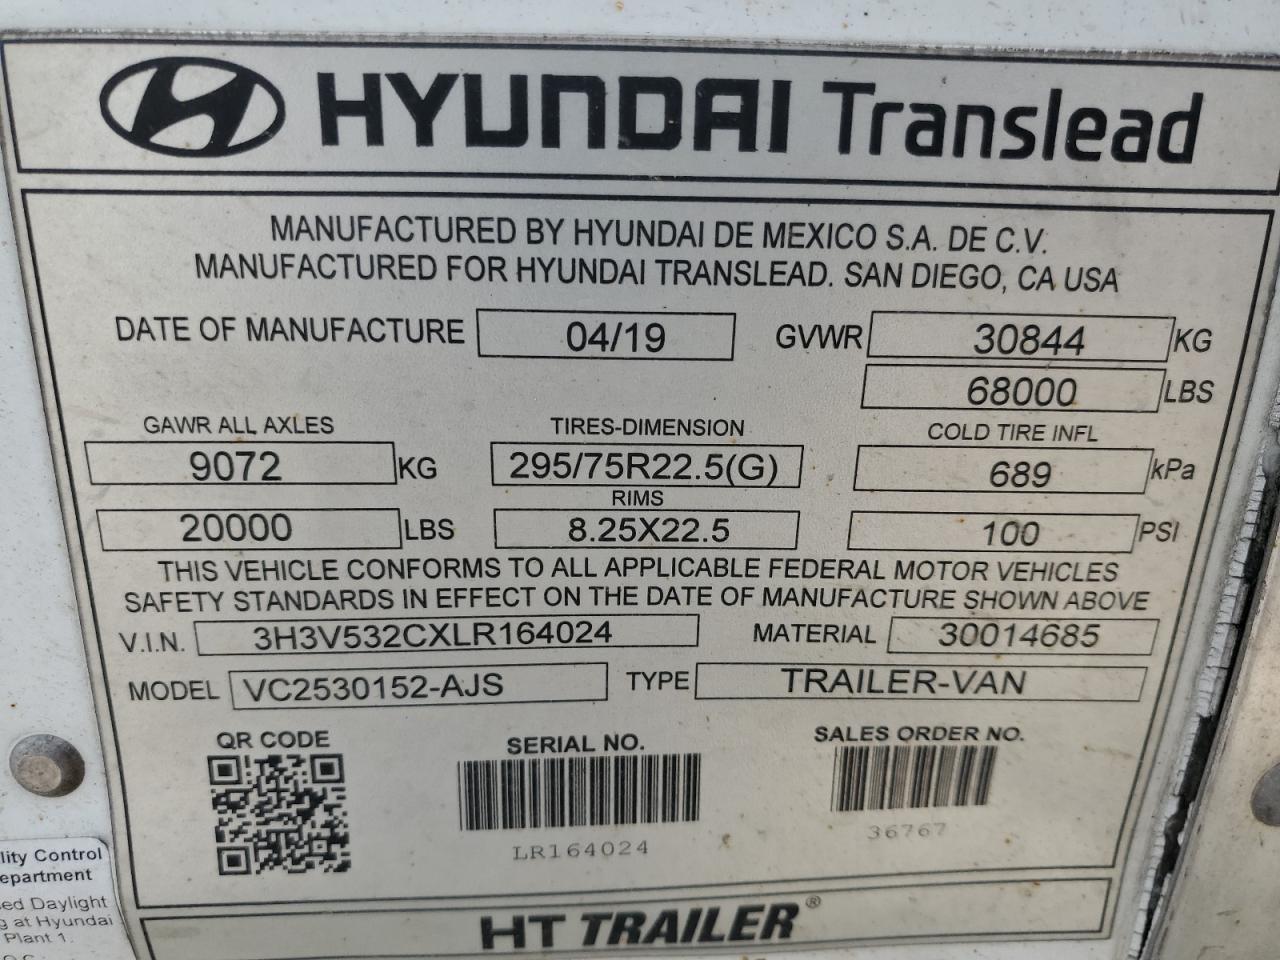 HYUNDAI Translead
MANUFACTURED BY HYUNDAI DE MEXICO S.A. DE C.V.
MANUFACTURED FOR HYUNDAI TRANSLEAD. SAN DIEGO, CA USA
DATE OF MANUFACTURE 04/19 GVWR 30844 KG
68000 LBS
GAWR ALL AXLES TIRES-DIMENSION COLD TIRE INFL
9072 KG 295/75R22.5(G) 689 kPa
RIMS
20000 LBS 8.25X22.5 100 PSI
THIS VEHICLE CONFORMS TO ALL APPLICABLE FEDERAL MOTOR VEHICLES
SAFETY STANDARDS IN EFFECT ON THE DATE OF MANUFACTURE SHOWN ABOVE
V.I.N. 3H3V532CXLR164024 MATERIAL 30014685
MODEL VC2530152-AJS TYPE TRAILER-VAN
QR CODE SERIAL NO. SALES ORDER NO.
LR164024 36767
HT TRAILER®
lity Control
epartment
ed Daylight
g at Hyundai
Plant 1.